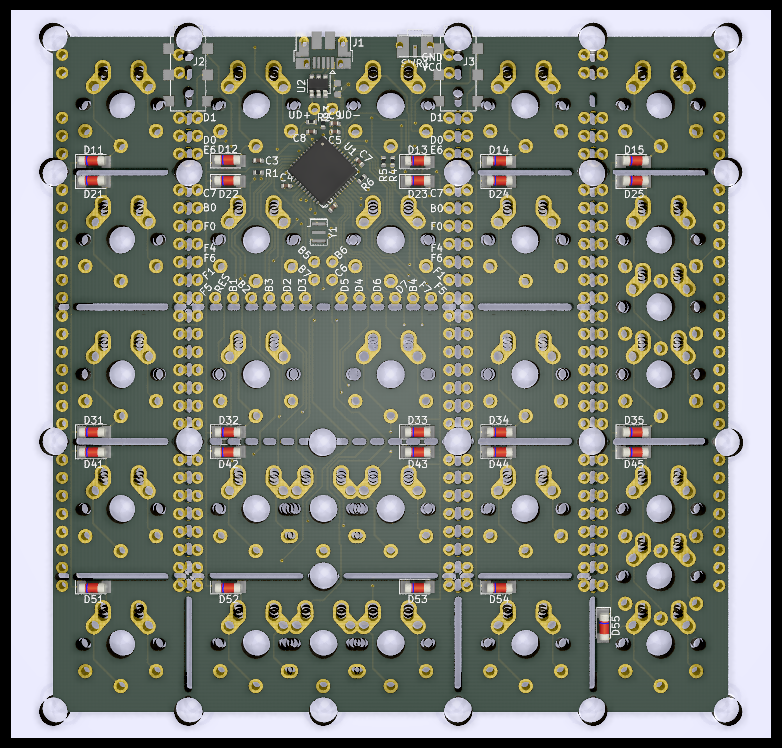 J1
J2
J3
GND
VCC
U2
UD+
UD-
C8
C5
U1
C7
D1
D1
D0
D0
E6
E6
D11
D12
D13
D14
D15
C3
R1
C4
R5
R4
R6
D21
D22
D23
D24
D25
C7
C7
B0
B0
F0
F0
Y1
F4
F4
F6
F6
B5
B6
B7
C6
F1
F1
F5
RES
B1
B2
B3
D2
D3
D5
D4
D6
D7
B4
F7
F5
D31
D32
D33
D34
D35
D41
D42
D43
D44
D45
D51
D52
D53
D54
D55